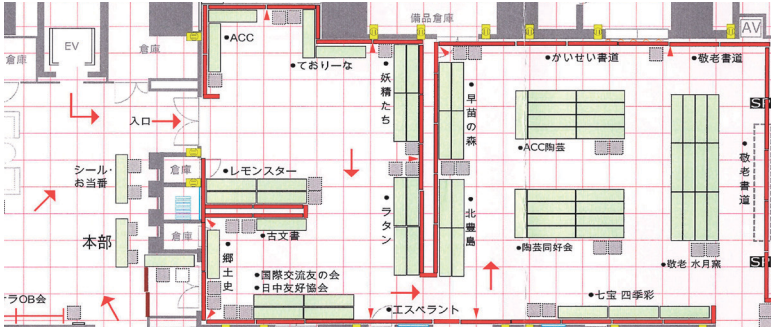 備品倉庫
EV
倉庫
倉庫
倉庫
●ACC
●ておりーな
●妖精たち
●早苗の森
●かいせい書道
●敬老書道
AV
入口
●ACC陶芸
シール・
お当番
倉庫
●レモンスター
●ラタン
●北豊島
●敬老書道
本部
倉庫
●古文書
●郷土史
●国際交流友の会
●日中友好協会
●陶芸同好会
●敬老 水月窯
ラOB会
●エスペラント
●七宝 四季彩